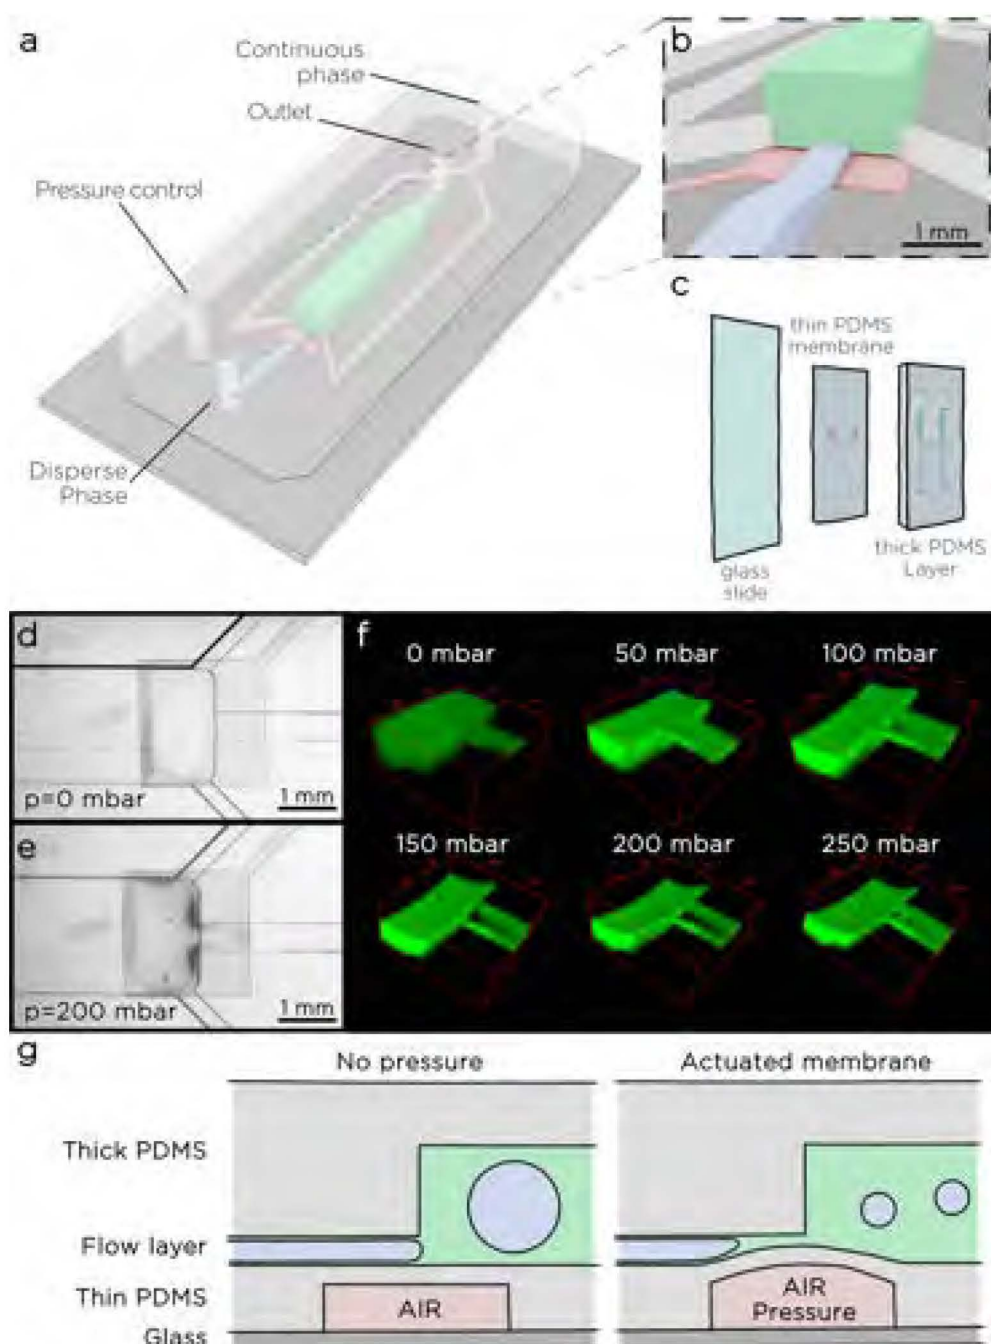 a
Continuous
phase
Outlet
Pressure control
Disperse
Phase
b
1 mm
c
thin PDMS
membrane
thick PDMS
Layer
glass
slide
d
p=0 mbar
1 mm
e
p=200 mbar
1 mm
f
0 mbar
50 mbar
100 mbar
150 mbar
200 mbar
250 mbar
g
No pressure
Actuated membrane
Thick PDMS
Flow layer
Thin PDMS
Glass
AIR
AIR
Pressure